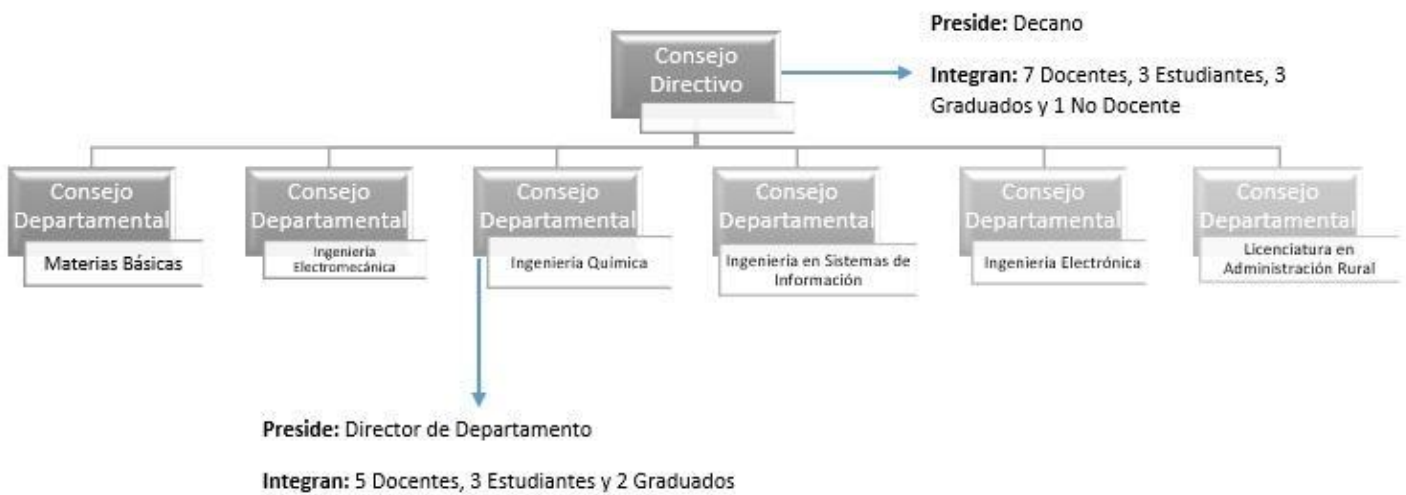 Preside: Decano
Consejo
Directivo
Integran: 7 Docentes, 3 Estudiantes, 3
Graduados y 1 No Docente
Consejo
Departamental
Materias Básicas
Consejo
Departamental
Ingeniería
Electromecánica
Consejo
Departamental
Ingeniería Química
Consejo
Departamental
Ingeniería en Sistemas de
Información
Consejo
Departamental
Ingeniería Electrónica
Consejo
Departamental
Licenciatura en
Administración Rural
Preside: Director de Departamento
Integran: 5 Docentes, 3 Estudiantes y 2 Graduados